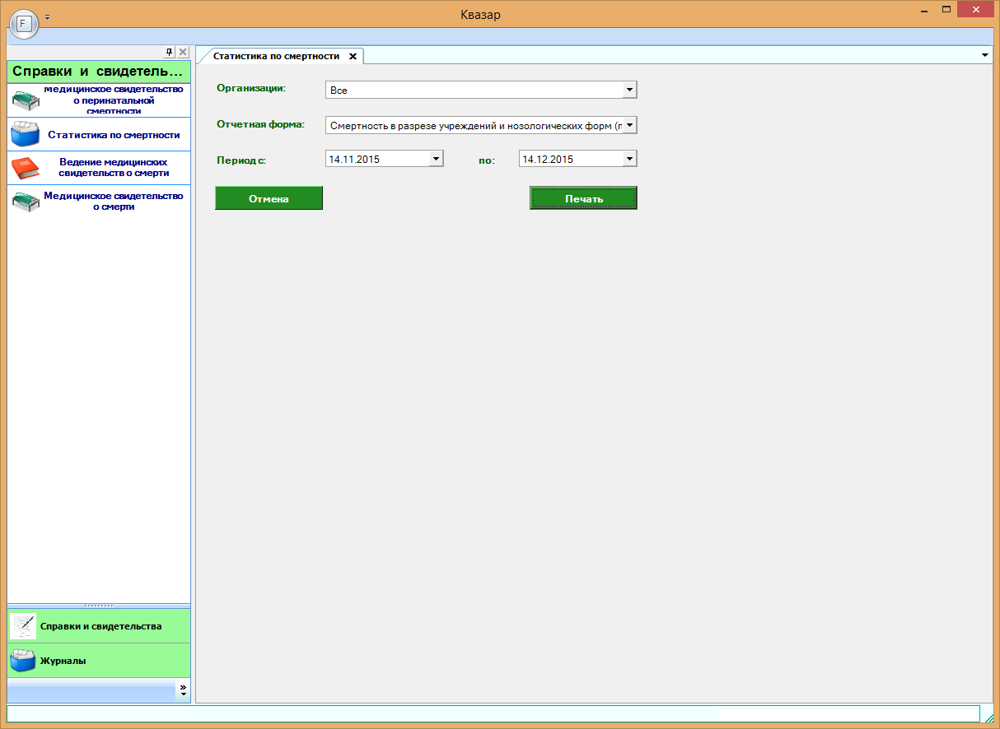 Квазар
F
Справки и свидетель...
Медицинское свидетельство
о перинатальной
смертности
Статистика по смертности
Ведение медицинских
свидетельств о смерти
Медицинское свидетельство
о смерти
Справки и свидетельства
Журналы
Статистика по смертности
Организации:
Все
Отчетная форма:
Смертность в разрезе учреждений и нозологических форм (п
Период с:
14.11.2015
по:
14.12.2015
Отмена
Печать